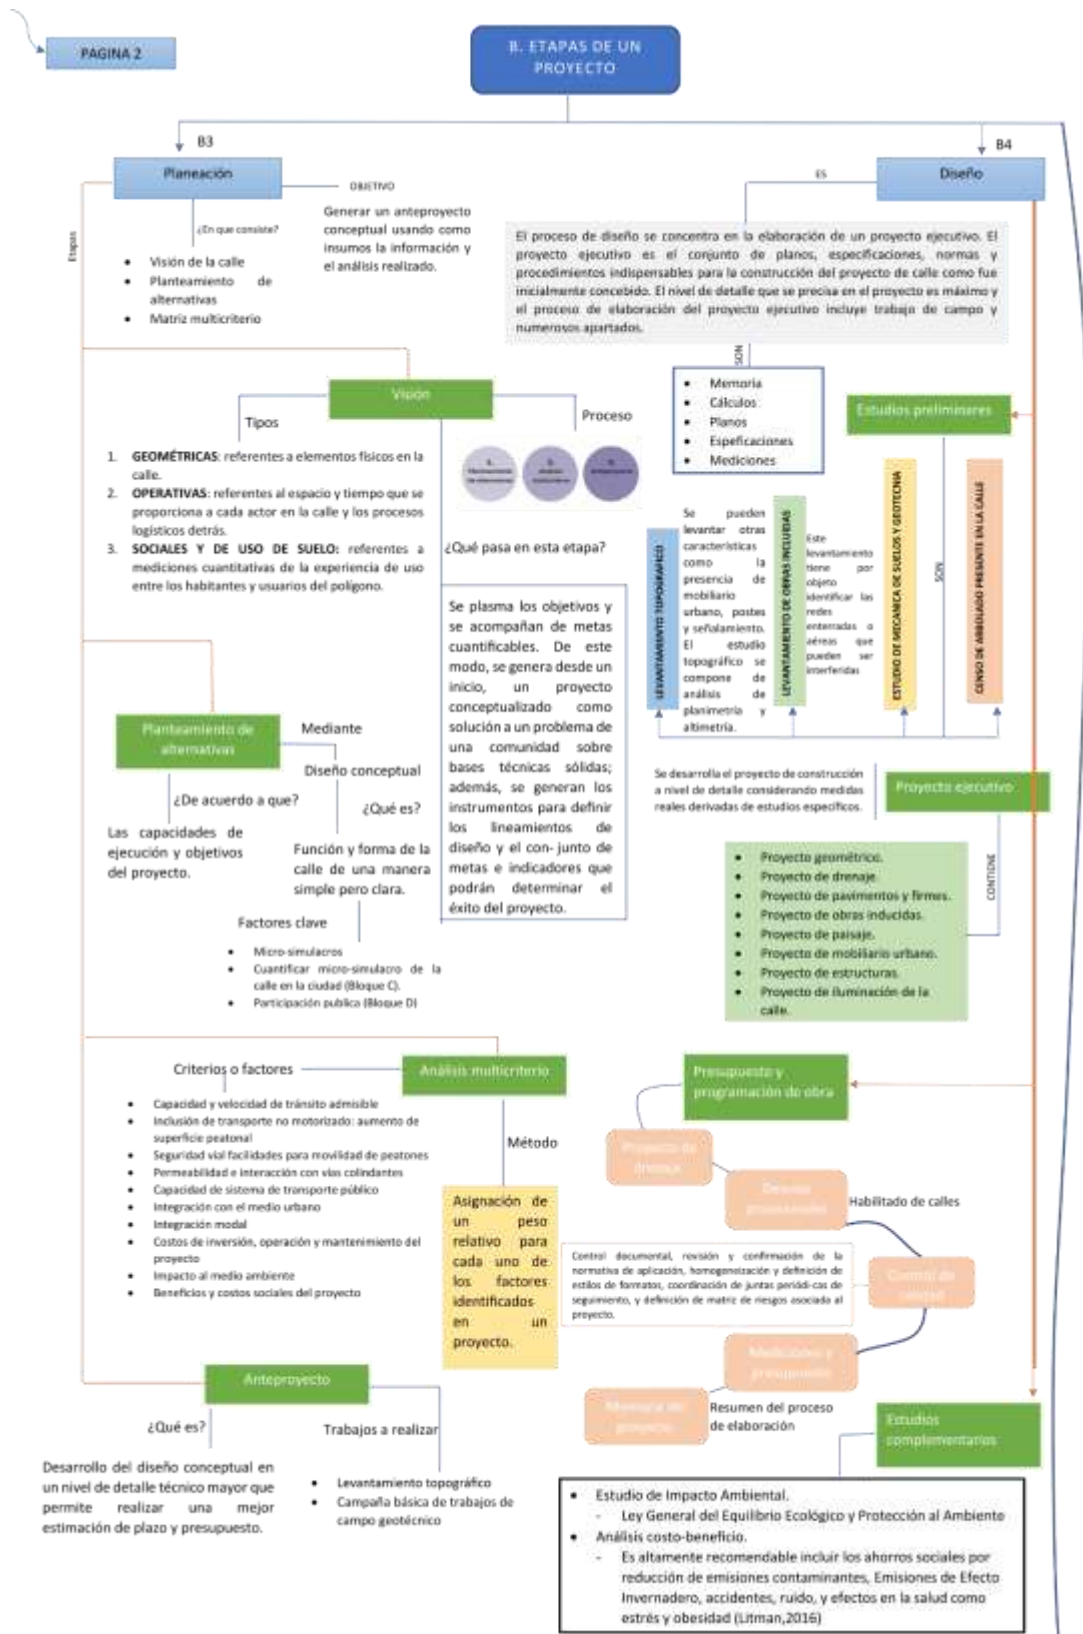 PAGINA 2
B. ETAPAS DE UN
PROYECTO
B3
Planeación
OBJETIVO
Generar un anteproyecto
conceptual usando como
insumos la información y
el análisis realizado.
Etapas
¿En que consiste?
• Visión de la calle
• Planteamiento de
alternativas
• Matriz multicriterio
Visión
Tipos
1. GEOMÉTRICAS: referentes a elementos físicos en la
calle.
2. OPERATIVAS: referentes al espacio y tiempo que se
proporciona a cada actor en la calle y los procesos
logísticos detrás.
3. SOCIALES Y DE USO DE SUELO: referentes a
mediciones cuantitativas de la experiencia de uso
entre los habitantes y usuarios del polígono.
Proceso
¿Qué pasa en esta etapa?
Se plasma los objetivos y
se acompañan de metas
cuantificables. De este
modo, se genera desde un
inicio, un proyecto
conceptualizado como
solución a un problema de
una comunidad sobre
bases técnicas sólidas;
además, se generan los
instrumentos para definir
los lineamientos de
diseño y el con- junto de
metas e indicadores que
podrán determinar el
éxito del proyecto.
Planteamiento de
alternativas
Mediante
Diseño conceptual
¿De acuerdo a que?
¿Qué es?
Las capacidades de
ejecución y objetivos
del proyecto.
Función y forma de la
calle de una manera
simple pero clara.
Factores clave
• Micro-simulacros
• Cuantificar micro-simulacro de la
calle en la ciudad (Bloque C).
• Participación publica (Bloque D)
Criterios o factores
Análisis multicriterio
• Capacidad y velocidad de tránsito admisible
• Inclusión de transporte no motorizado: aumento de
superficie peatonal
• Seguridad vial facilidades para movilidad de peatones
• Permeabilidad e interacción con vías colindantes
• Capacidad de sistema de transporte público
• Integración con el medio urbano
• Integración modal
• Costos de inversión, operación y mantenimiento del
proyecto
• Impacto al medio ambiente
• Beneficios y costos sociales del proyecto
Método
Asignación de
un peso
relativo para
cada uno de
los factores
identificados
en un
proyecto.
Anteproyecto
¿Qué es?
Trabajos a realizar
Desarrollo del diseño conceptual en
un nivel de detalle técnico mayor que
permite realizar una mejor
estimación de plazo y presupuesto.
• Levantamiento topográfico
• Campaña básica de trabajos de
campo geotécnico
B4
Diseño
ES
El proceso de diseño se concentra en la elaboración de un proyecto ejecutivo. El
proyecto ejecutivo es el conjunto de planos, especificaciones, normas y
procedimientos indispensables para la construcción del proyecto de calle como fue
inicialmente concebido. El nivel de detalle que se precisa en el proyecto es máximo y
el proceso de elaboración del proyecto ejecutivo incluye trabajo de campo y
numerosos apartados.
SON
• Memoria
• Cálculos
• Planos
• Espeficaciones
• Mediciones
Estudios preliminares
SON
LEVANTAMIENTO TOPOGRAFICO
Se pueden
levantar otras
características
como la
presencia de
mobiliario
urbano, postes
y señalamiento.
El estudio
topográfico se
compone de
análisis de
planimetría y
altimetría.
LEVANTAMIENTO DE OBRAS INCLUIDAS
Este
levantamiento
tiene por
objeto
identificar las
redes
enterradas o
aéreas que
pueden ser
interferidas
ESTUDIO DE MECANICA DE SUELOS Y GEOTECNIA
CENSO DE ARBOLADO PRESENTE EN LA CALLE
Se desarrolla el proyecto de construcción
a nivel de detalle considerando medidas
reales derivadas de estudios específicos.
Proyecto ejecutivo
CONTIENE
• Proyecto geométrico.
• Proyecto de drenaje.
• Proyecto de pavimentos y firmes.
• Proyecto de obras inducidas.
• Proyecto de paisaje.
• Proyecto de mobiliario urbano.
• Proyecto de estructuras.
• Proyecto de iluminación de la
calle.
Presupuesto y
programación de obra
Proyecto de
drenaje
Habilitado de calles
Control de
calidad
Control documental, revisión y confirmación de la
normativa de aplicación, homogeneización y definición de
estilos de formatos, coordinación de juntas periódi-cas de
seguimiento, y definición de matriz de riesgos asociada al
proyecto.
Mediciones y
presupuesto
Memoria del
proyecto
Resumen del proceso
de elaboración
Estudios
complementarios
• Estudio de Impacto Ambiental.
- Ley General del Equilibrio Ecológico y Protección al Ambiente
• Análisis costo-beneficio.
- Es altamente recomendable incluir los ahorros sociales por
reducción de emisiones contaminantes, Emisiones de Efecto
Invernadero, accidentes, ruido, y efectos en la salud como
estrés y obesidad (Litman,2016)